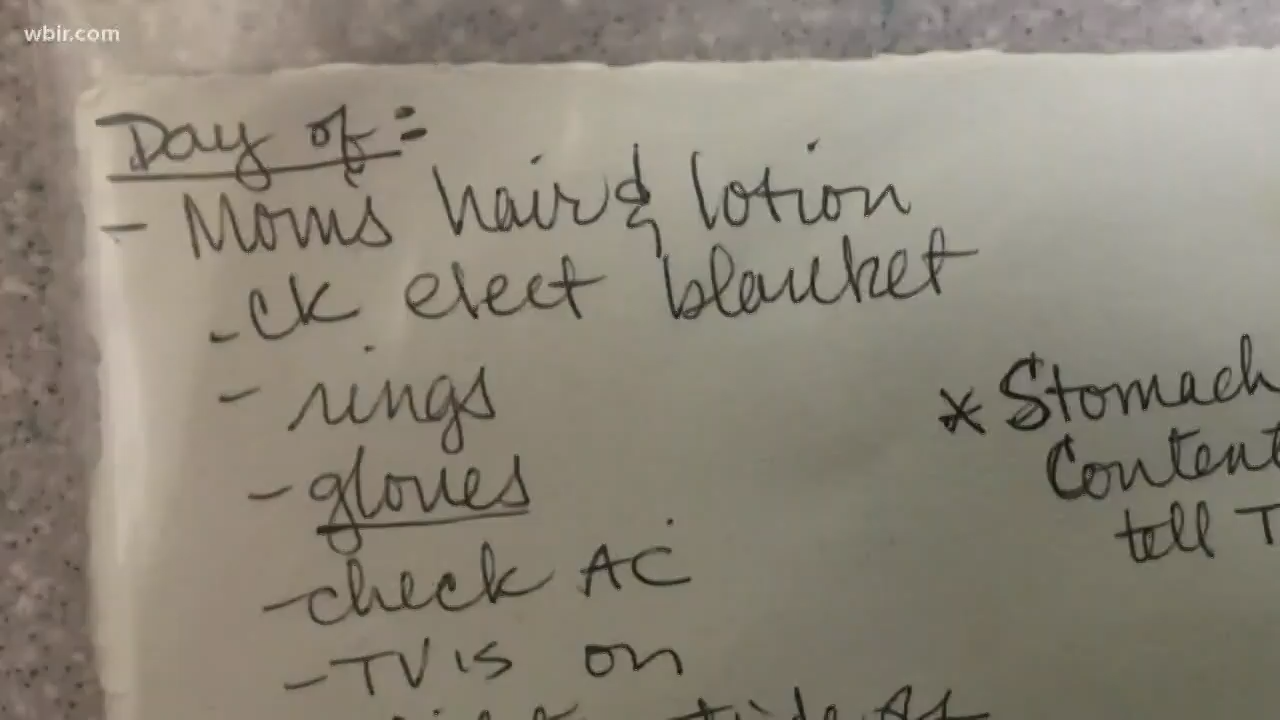 wbir.com
Day of:
- Mom's hair & lotion
- ck elect blanket
- rings
- gloves
- check AC
- TV is on
* Stomach
Content
tell T